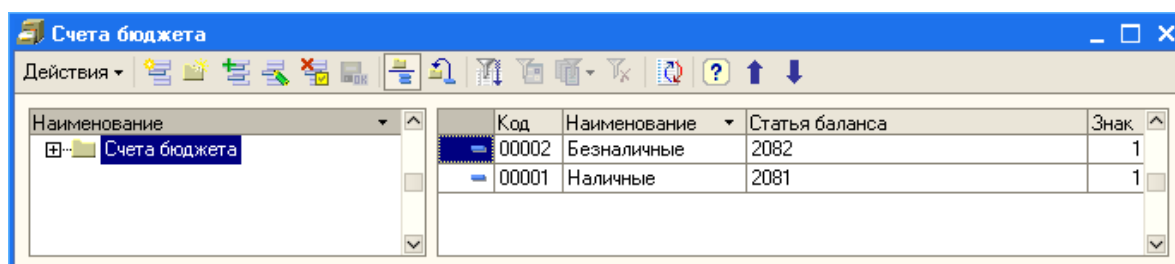 Счета бюджета
Действия
Наименование
Счета бюджета
Код Наименование Статья баланса Знак
00002 Безналичные 2082 1
00001 Наличные 2081 1